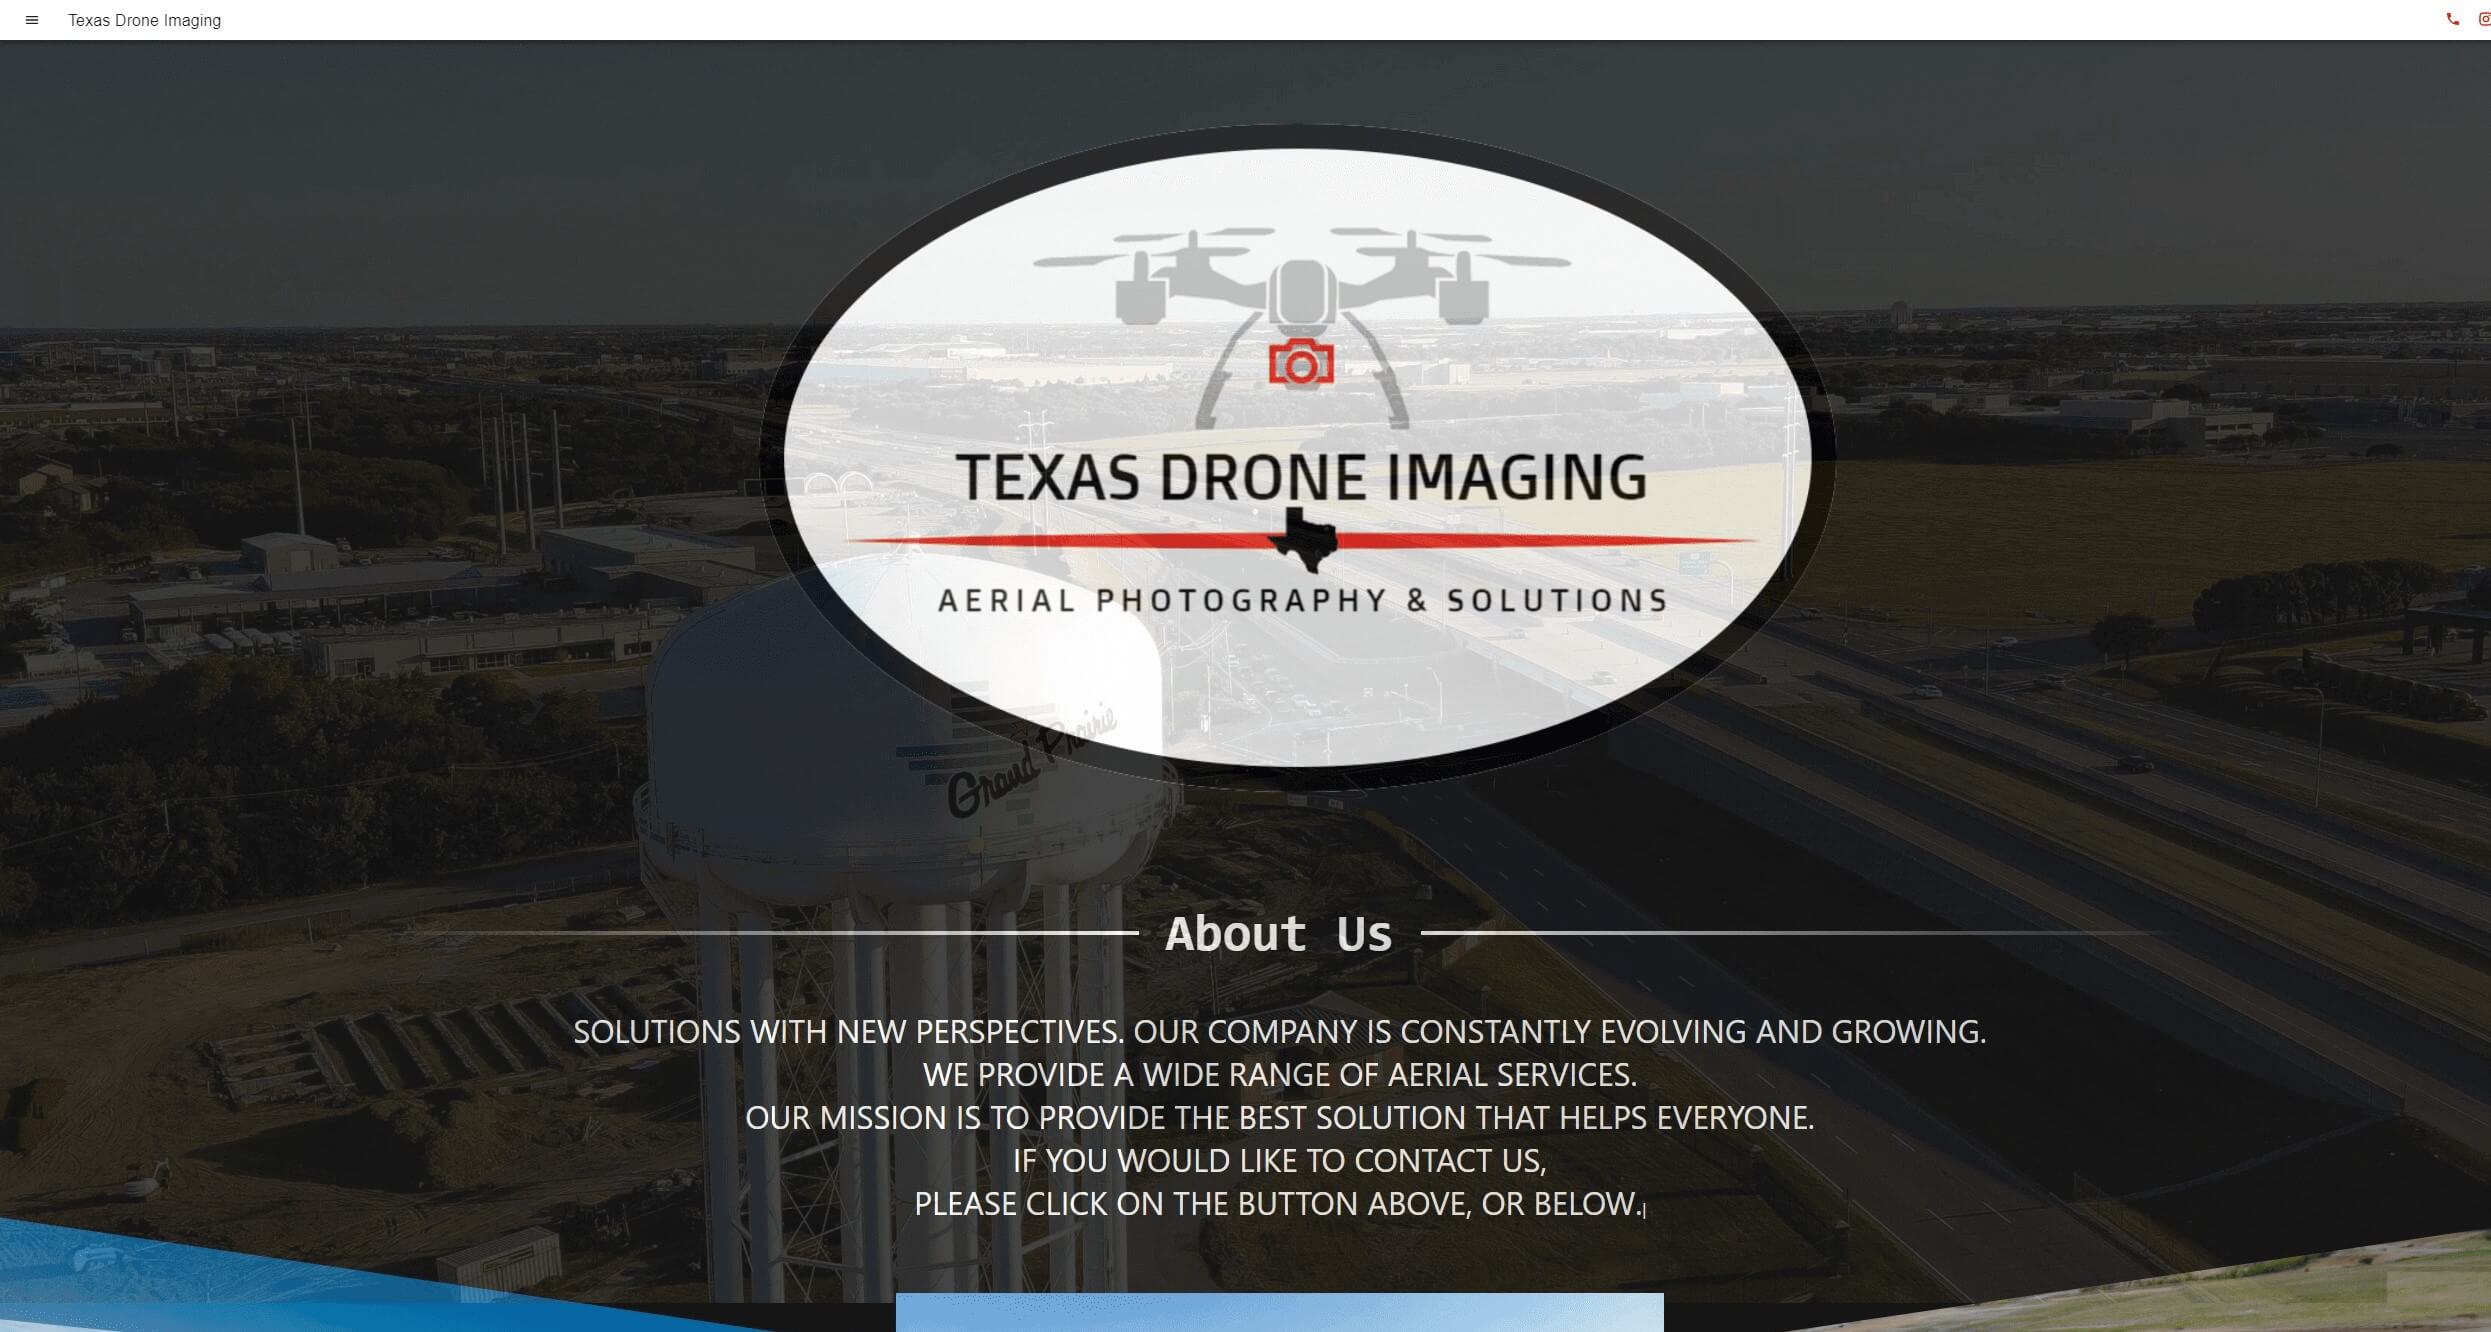 Texas Drone Imaging
TEXAS DRONE IMAGING
AERIAL PHOTOGRAPHY & SOLUTIONS
Grand Prairie
About Us
SOLUTIONS WITH NEW PERSPECTIVES. OUR COMPANY IS CONSTANTLY EVOLVING AND GROWING.
WE PROVIDE A WIDE RANGE OF AERIAL SERVICES.
OUR MISSION IS TO PROVIDE THE BEST SOLUTION THAT HELPS EVERYONE.
IF YOU WOULD LIKE TO CONTACT US,
PLEASE CLICK ON THE BUTTON ABOVE, OR BELOW.